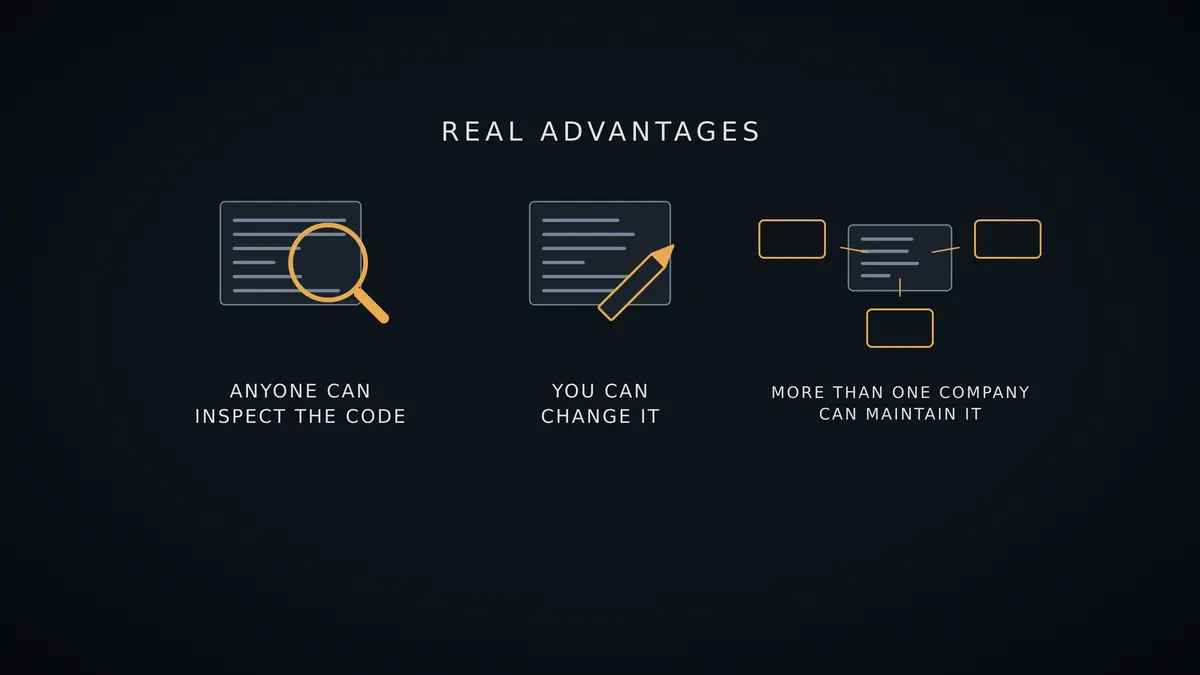 REAL ADVANTAGES
ANYONE CAN
INSPECT THE CODE
YOU CAN
CHANGE IT
MORE THAN ONE COMPANY
CAN MAINTAIN IT